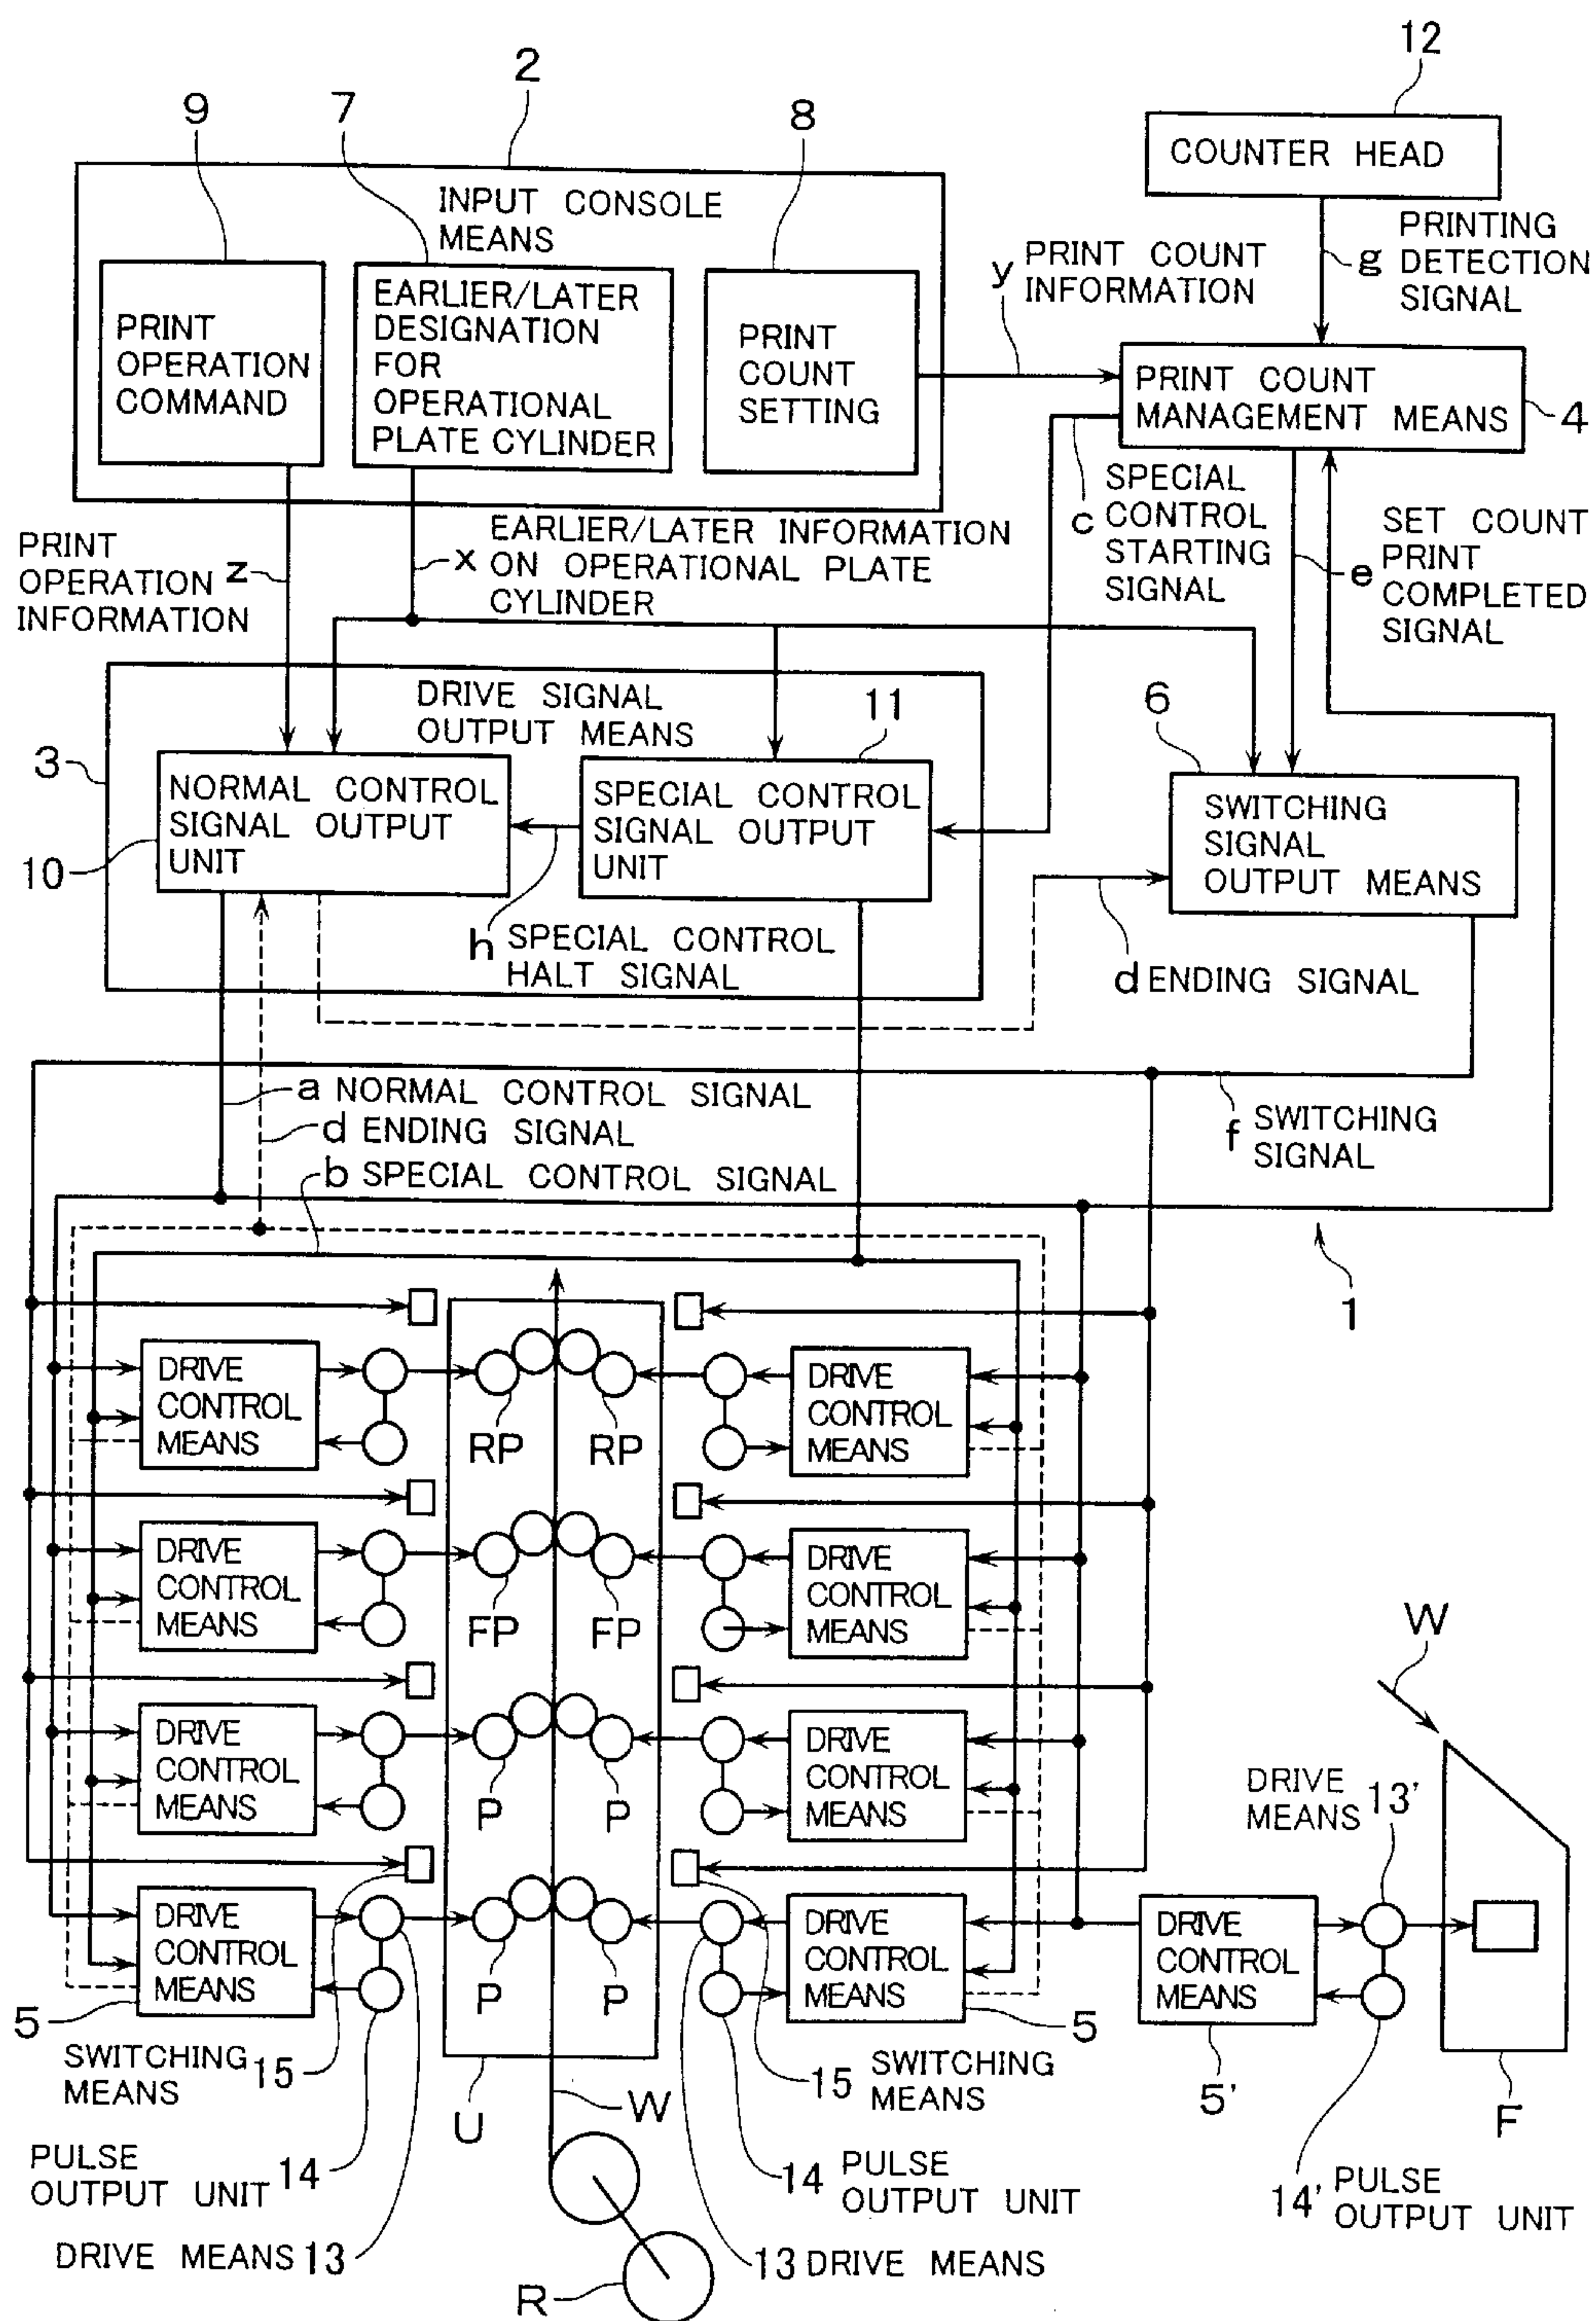 12
2
9
7
8
COUNTER HEAD
INPUT CONSOLE
MEANS
PRINT
OPERATION
COMMAND
EARLIER/LATER
DESIGNATION
FOR
OPERATIONAL
PLATE CYLINDER
PRINT
COUNT
SETTING
y PRINT COUNT
INFORMATION
g PRINTING
DETECTION
SIGNAL
PRINT COUNT
MANAGEMENT MEANS
4
PRINT
OPERATION z
INFORMATION
x EARLIER/LATER INFORMATION
ON OPERATIONAL PLATE
CYLINDER
c SPECIAL
CONTROL
STARTING
SIGNAL
e SET COUNT
PRINT
COMPLETED
SIGNAL
DRIVE SIGNAL
OUTPUT MEANS
11
6
3
NORMAL CONTROL
SIGNAL OUTPUT
UNIT
10
SPECIAL CONTROL
SIGNAL OUTPUT
UNIT
SWITCHING
SIGNAL
OUTPUT MEANS
h SPECIAL CONTROL
HALT SIGNAL
d ENDING SIGNAL
a NORMAL CONTROL SIGNAL
d ENDING SIGNAL
b SPECIAL CONTROL SIGNAL
f SWITCHING
SIGNAL
1
DRIVE
CONTROL
MEANS
RP
RP
DRIVE
CONTROL
MEANS
DRIVE
CONTROL
MEANS
FP
FP
DRIVE
CONTROL
MEANS
W
DRIVE
CONTROL
MEANS
P
P
DRIVE
CONTROL
MEANS
DRIVE
MEANS 13'
DRIVE
CONTROL
MEANS
P
P
DRIVE
CONTROL
MEANS
DRIVE
CONTROL
MEANS
5
5
5'
F
SWITCHING 15
MEANS
U
W
15 SWITCHING
MEANS
PULSE
OUTPUT UNIT 14
14 PULSE
OUTPUT UNIT
14' PULSE
OUTPUT UNIT
DRIVE MEANS 13
13 DRIVE MEANS
R